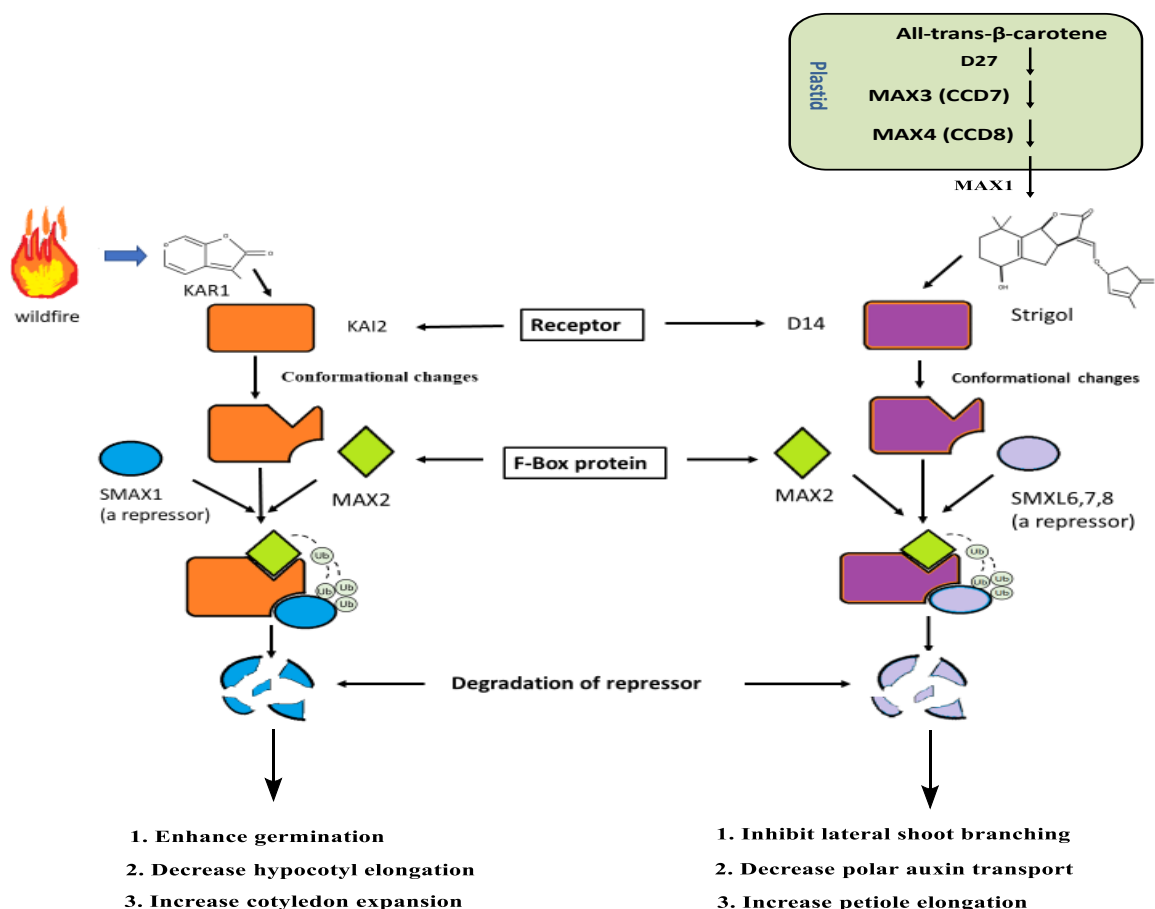 All-trans-β-carotene
D27
Plastid
MAX3 (CCD7)
MAX4 (CCD8)
MAX1
wildfire
O
O
O
KAR1
O
O
O
OH
Strigol
KAI2
Receptor
D14
Conformational changes
Conformational changes
SMAX1
(a repressor)
MAX2
F-Box protein
MAX2
SMXL6,7,8
(a repressor)
Ub
Ub
Ub
Ub
Ub
Ub
Ub
Ub
Degradation of repressor
1. Enhance germination
2. Decrease hypocotyl elongation
3. Increase cotyledon expansion
1. Inhibit lateral shoot branching
2. Decrease polar auxin transport
3. Increase petiole elongation